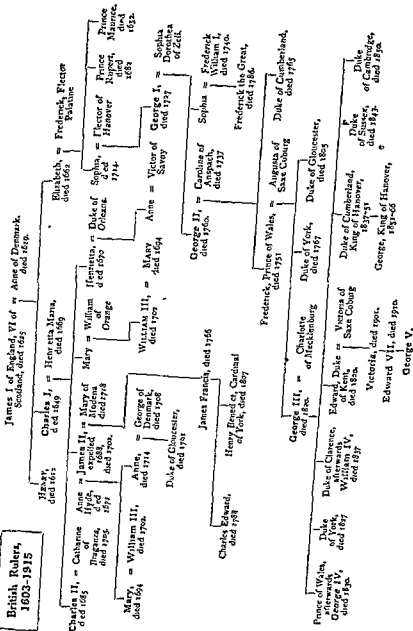 British Rulers,
1603-1915
James I of England, VI of = Anne of Denmark,
Scotland, died 1625 died 1619.
HENRY,
died 1612
Charles I, = Henrietta Maria,
died 1649 died 1669
Elizabeth, = Frederick, Elector
died 1662 Palatine
Charles II, = Catharine
died 1685 of
Braganza,
died 1705.
Anne = James II, = Mary of
Hyde, expelled Modena
died 1688, died 1718
1671 died 1701,
Mary = William
of
Orange
Henrietta, = Duke of
died 1670 Orleans.
Sophia, = Elector of
died Hanover
1714.
Prince
Rupert,
died
1682
Prince
Maurice,
died
1652.
Mary, = William III,
died 1694 died 1702.
Anne, = George of
died 1714 Denmark,
died 1708
Duke of Gloucester,
died 1701
WILLIAM III, = MARY
died 1702 died 1694
Anne = Victor of
Savoy
George I, = Sophia
died 1727 Dorothea
of Zell.
James Francis, died 1766
Charles Edward,
died 1788
Henry Benedict, Cardinal
of York, died 1807
George II, = Caroline of
died 1760. Anspach,
died 1737
Sophia = Frederick
William I,
died 1740.
Frederick the Great,
died 1786.
Frederick, Prince of Wales, = Augusta of
died 1751 Saxe Coburg
Duke of Cumberland,
died 1765
George III, = Charlotte
died 1820. of Mecklenburg
Duke of York,
died 1767
Duke of Gloucester,
died 1805
Prince of Wales,
afterwards
George IV,
died 1830.
Duke
of York,
died 1827
Duke of Clarence,
afterwards
William IV,
died 1837
Edward, Duke = Victoria of
of Kent, Saxe Coburg
died 1820.
Duke of Cumberland,
King of Hanover,
1837-51
Duke
of Sussex,
died 1843.
Duke
of Cambridge,
died 1850.
Victoria, died 1901.
George, King of Hanover,
1851-66
Edward VII, died 1910.
George V.